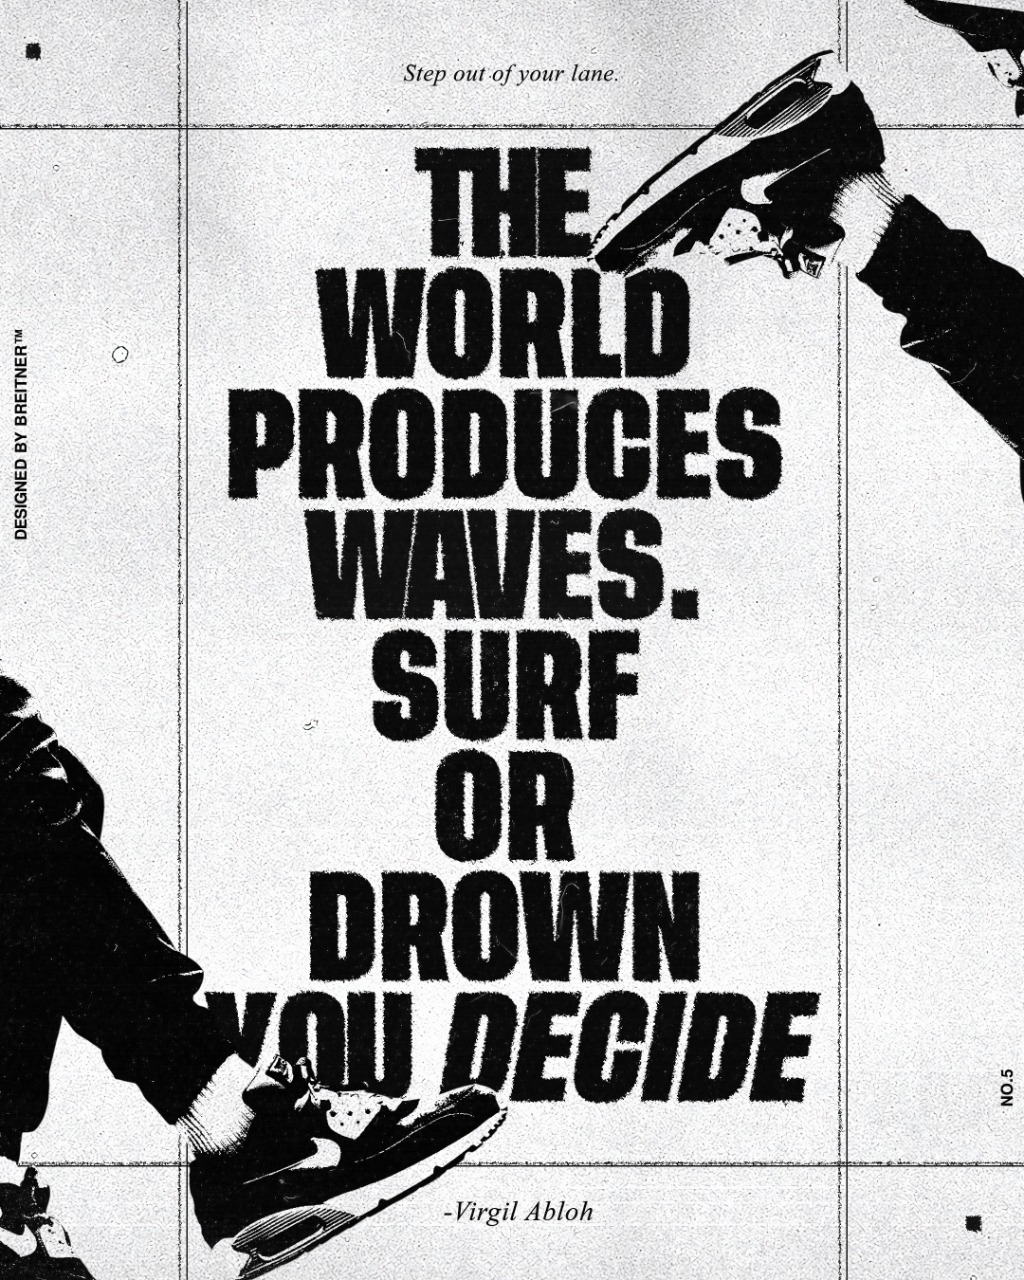 Step out of your lane.
THE
WORLD
PRODUCES
WAVES.
SURF
OR
DROWN
YOU DECIDE
-Virgil Abloh
DESIGNED BY BREITNER™
NO.5